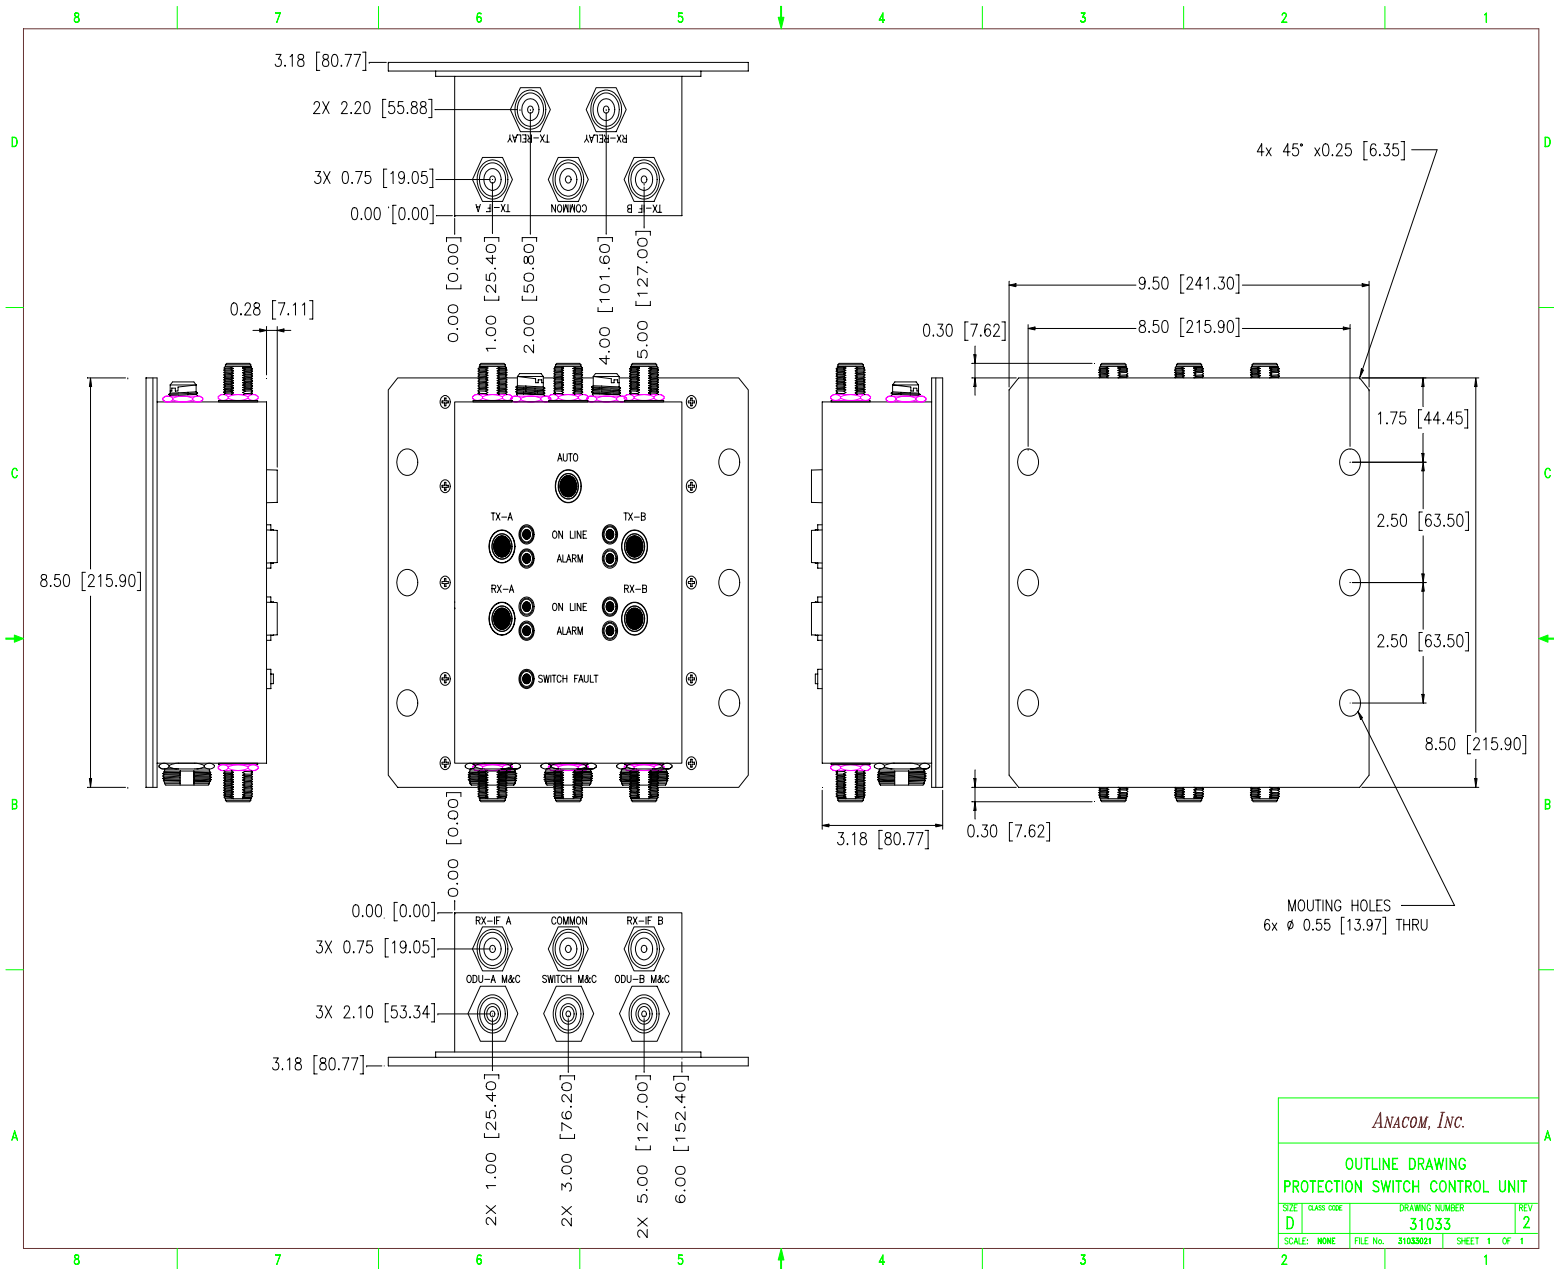 8 7 6 5 4 3 2 1
3.18 [80.77]
2X 2.20 [55.88]
TX-RELAY RX-RELAY
D D
4x 45° x0.25 [6.35]
3X 0.75 [19.05]
0.00 [0.00]
TX-IF A COMMON TX-IF B
0.00 [0.00]
1.00 [25.40]
2.00 [50.80]
4.00 [101.60]
5.00 [127.00]
9.50 [241.30]
0.28 [7.11]
0.30 [7.62]
8.50 [215.90]
1.75 [44.45]
AUTO
C C
TX-A TX-B
ON LINE
ALARM
2.50 [63.50]
8.50 [215.90]
RX-A RX-B
ON LINE
ALARM
2.50 [63.50]
SWITCH FAULT
8.50 [215.90]
B B
0.00 [0.00]
3.18 [80.77]
0.30 [7.62]
0.00 [0.00]
RX-IF A COMMON RX-IF B
MOUTING HOLES
6x ø 0.55 [13.97] THRU
3X 0.75 [19.05]
ODU-A M&C SWITCH M&C ODU-B M&C
3X 2.10 [53.34]
3.18 [80.77]
2X 1.00 [25.40]
2X 3.00 [76.20]
2X 5.00 [127.00]
6.00 [152.40]
A A
ANACOM, INC.
OUTLINE DRAWING
PROTECTION SWITCH CONTROL UNIT
SIZE CLASS CODE DRAWING NUMBER REV
D 31033 2
SCALE: NONE FILE No. 31033021 SHEET 1 OF 1
8 7 6 5 4 3 2 1